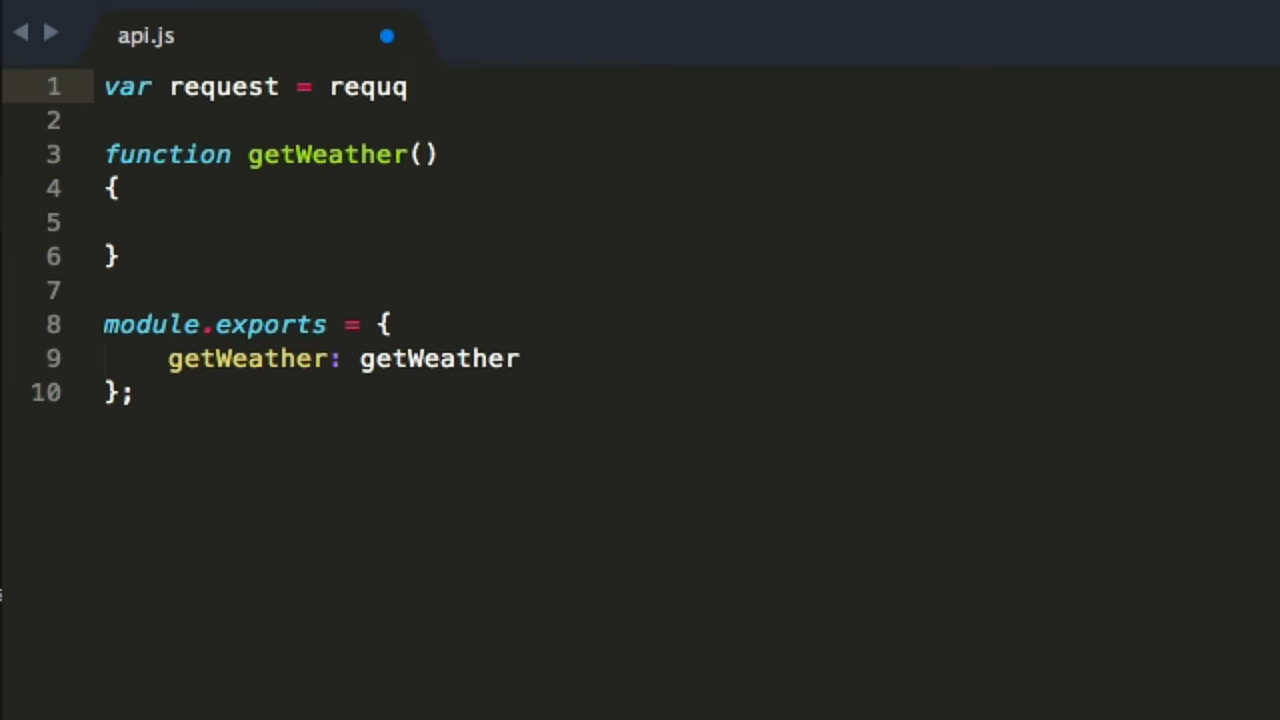 api.js
1 var request = requq
2
3 function getWeather()
4 {
5
6 }
7
8 module.exports = {
9     getWeather: getWeather
10 };